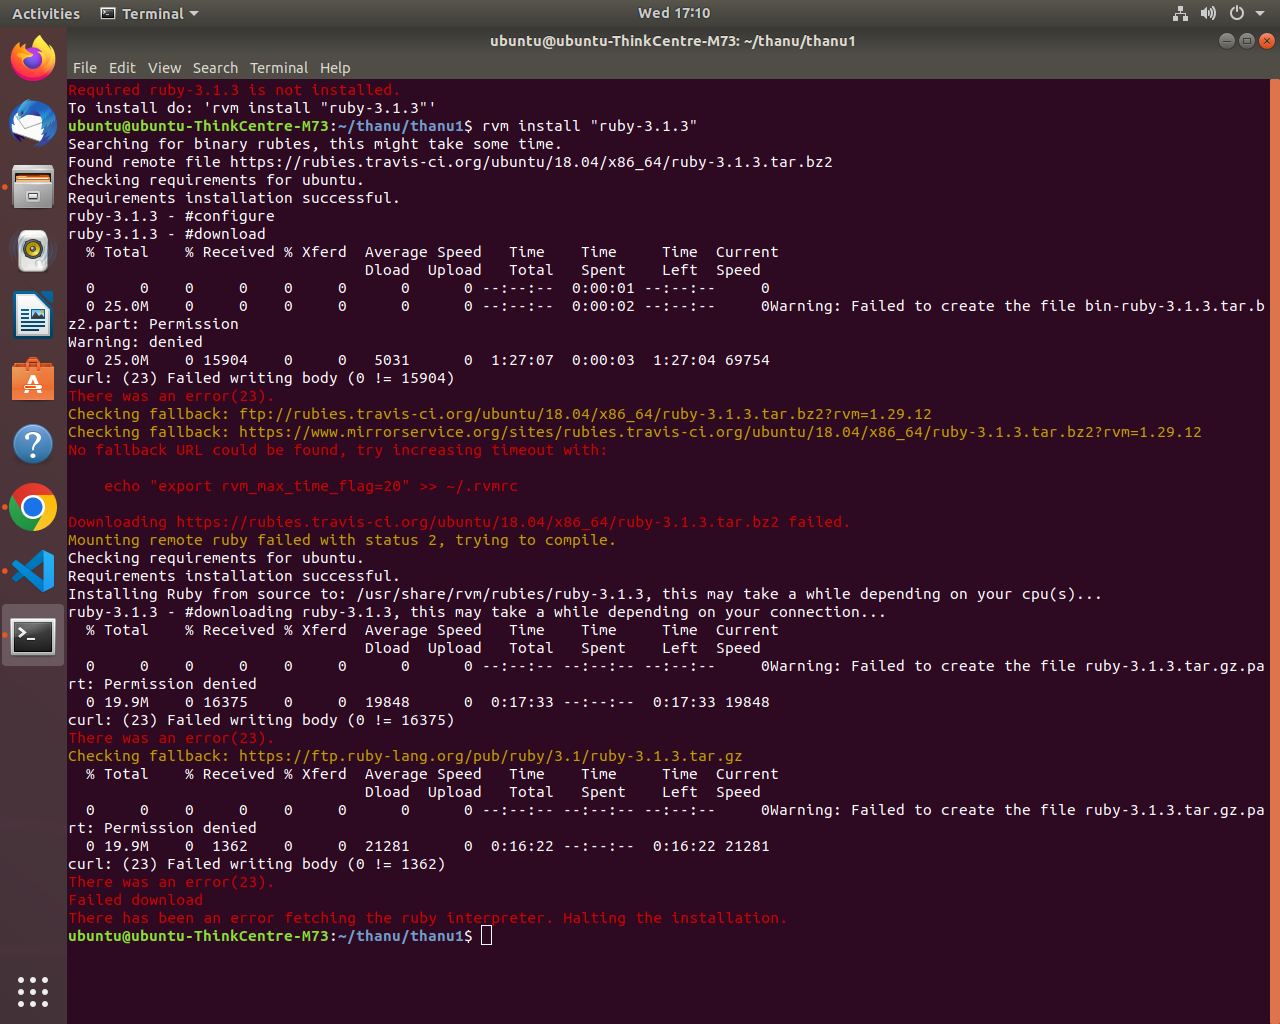 Activities Terminal Wed 17:10
ubuntu@ubuntu-ThinkCentre-M73: ~/thanu/thanu1
File Edit View Search Terminal Help
Required ruby-3.1.3 is not installed.
To install do: 'rvm install "ruby-3.1.3"'
ubuntu@ubuntu-ThinkCentre-M73:~/thanu/thanu1$ rvm install "ruby-3.1.3"
Searching for binary rubies, this might take some time.
Found remote file https://rubies.travis-ci.org/ubuntu/18.04/x86_64/ruby-3.1.3.tar.bz2
Checking requirements for ubuntu.
Requirements installation successful.
ruby-3.1.3 - #configure
ruby-3.1.3 - #download
  % Total    % Received % Xferd  Average Speed   Time    Time     Time  Current
                                 Dload  Upload   Total   Spent    Left  Speed
  0     0    0     0    0     0      0      0 --:--:--  0:00:01 --:--:--     0
  0 25.0M    0     0    0     0      0      0 --:--:--  0:00:02 --:--:--     0Warning: Failed to create the file bin-ruby-3.1.3.tar.b
z2.part: Permission
Warning: denied
  0 25.0M    0 15904    0     0   5031      0  1:27:07  0:00:03  1:27:04 69754
curl: (23) Failed writing body (0 != 15904)
There was an error(23).
Checking fallback: ftp://rubies.travis-ci.org/ubuntu/18.04/x86_64/ruby-3.1.3.tar.bz2?rvm=1.29.12
Checking fallback: https://www.mirrorservice.org/sites/rubies.travis-ci.org/ubuntu/18.04/x86_64/ruby-3.1.3.tar.bz2?rvm=1.29.12
No fallback URL could be found, try increasing timeout with:
    echo "export rvm_max_time_flag=20" >> ~/.rvmrc
Downloading https://rubies.travis-ci.org/ubuntu/18.04/x86_64/ruby-3.1.3.tar.bz2 failed.
Mounting remote ruby failed with status 2, trying to compile.
Checking requirements for ubuntu.
Requirements installation successful.
Installing Ruby from source to: /usr/share/rvm/rubies/ruby-3.1.3, this may take a while depending on your cpu(s)...
ruby-3.1.3 - #downloading ruby-3.1.3, this may take a while depending on your connection...
  % Total    % Received % Xferd  Average Speed   Time    Time     Time  Current
                                 Dload  Upload   Total   Spent    Left  Speed
  0     0    0     0    0     0      0      0 --:--:-- --:--:-- --:--:--     0Warning: Failed to create the file ruby-3.1.3.tar.gz.pa
rt: Permission denied
  0 19.9M    0 16375    0     0  19848      0  0:17:33 --:--:--  0:17:33 19848
curl: (23) Failed writing body (0 != 16375)
There was an error(23).
Checking fallback: https://ftp.ruby-lang.org/pub/ruby/3.1/ruby-3.1.3.tar.gz
  % Total    % Received % Xferd  Average Speed   Time    Time     Time  Current
                                 Dload  Upload   Total   Spent    Left  Speed
  0     0    0     0    0     0      0      0 --:--:-- --:--:-- --:--:--     0Warning: Failed to create the file ruby-3.1.3.tar.gz.pa
rt: Permission denied
  0 19.9M    0  1362    0     0  21281      0  0:16:22 --:--:--  0:16:22 21281
curl: (23) Failed writing body (0 != 1362)
There was an error(23).
Failed download
There has been an error fetching the ruby interpreter. Halting the installation.
ubuntu@ubuntu-ThinkCentre-M73:~/thanu/thanu1$